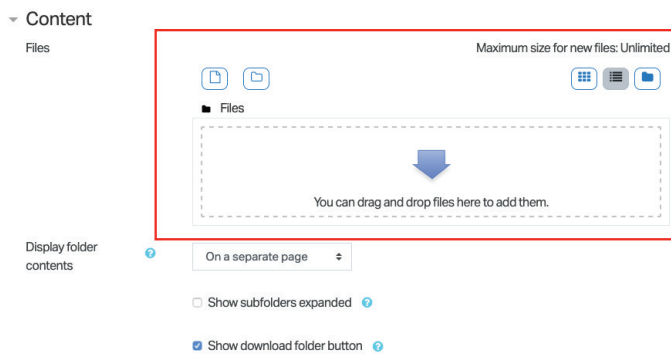 Content
Files
Maximum size for new files: Unlimited
Files
You can drag and drop files here to add them.
Display folder
contents
On a separate page
Show subfolders expanded
Show download folder button